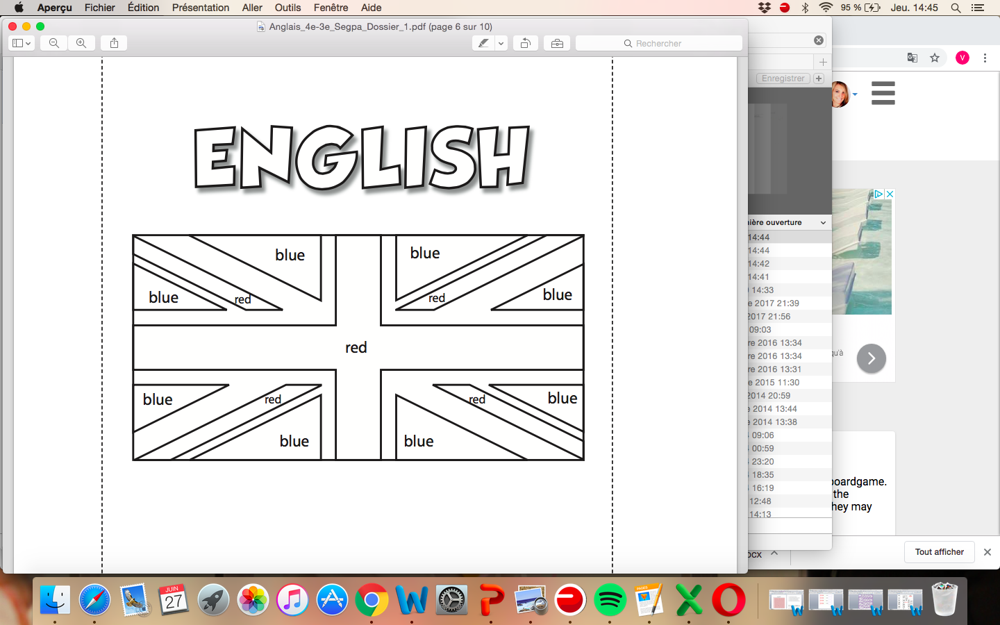 Aperçu Fichier Édition Présentation Aller Outils Fenêtre Aide 95 % Jeu. 14:45
Anglais_4e-3e_Segpa_Dossier_1.pdf (page 6 sur 10)
Rechercher
Enregistrer
V
ENGLISH
blue blue
blue red red blue
red
blue red red blue
blue blue
ière ouverture
14:44
14:44
14:42
14:41
14:33
e 2017 21:39
2017 21:56
09:03
re 2016 13:34
re 2016 13:34
re 2016 13:31
e 2015 11:30
2014 20:59
e 2014 13:44
e 2014 13:38
09:06
00:59
23:20
18:35
16:19
12:48
14:13
qu'à
boardgame.
the
hey may
ocx
Tout afficher
JUIN
27
PAGES